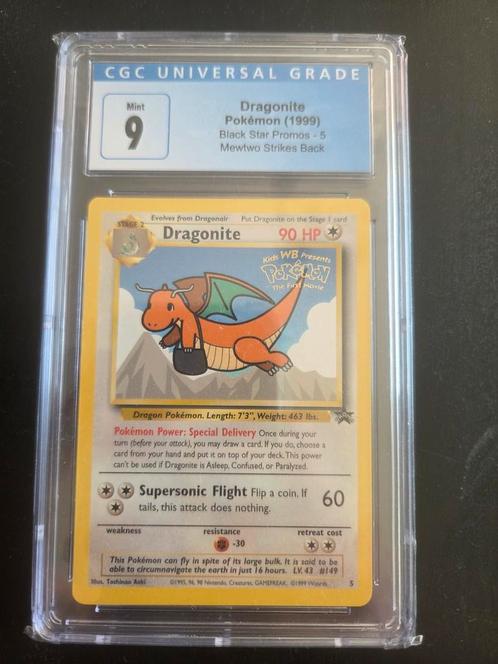 CGC UNIVERSAL GRADE
Mint
9
Dragonite
Pokémon (1999)
Black Star Promos - 5
Mewtwo Strikes Back
Evolves from Dragonair Put Dragonite on the Stage 1 card
STAGE 2
Dragonite 90 HP
Kids WB Presents
POKéMON
The First Movie
Dragon Pokémon. Length: 7'3", Weight: 463 lbs.
PROMO
Pokémon Power: Special Delivery Once during your
turn (before your attack), you may draw a card. If you do, choose a
card from your hand and put it on top of your deck. This power
can't be used if Dragonite is Asleep, Confused, or Paralyzed.
Supersonic Flight Flip a coin. If
tails, this attack does nothing.
60
weakness resistance retreat cost
-30
This Pokémon can fly in spite of its large bulk. It is said to be
able to circumnavigate the earth in just 16 hours. LV. 43 #149
Illus. Toshinao Aoki ©1995, 96, 98 Nintendo, Creatures, GAMEFREAK. ©1999 Wizards. 5